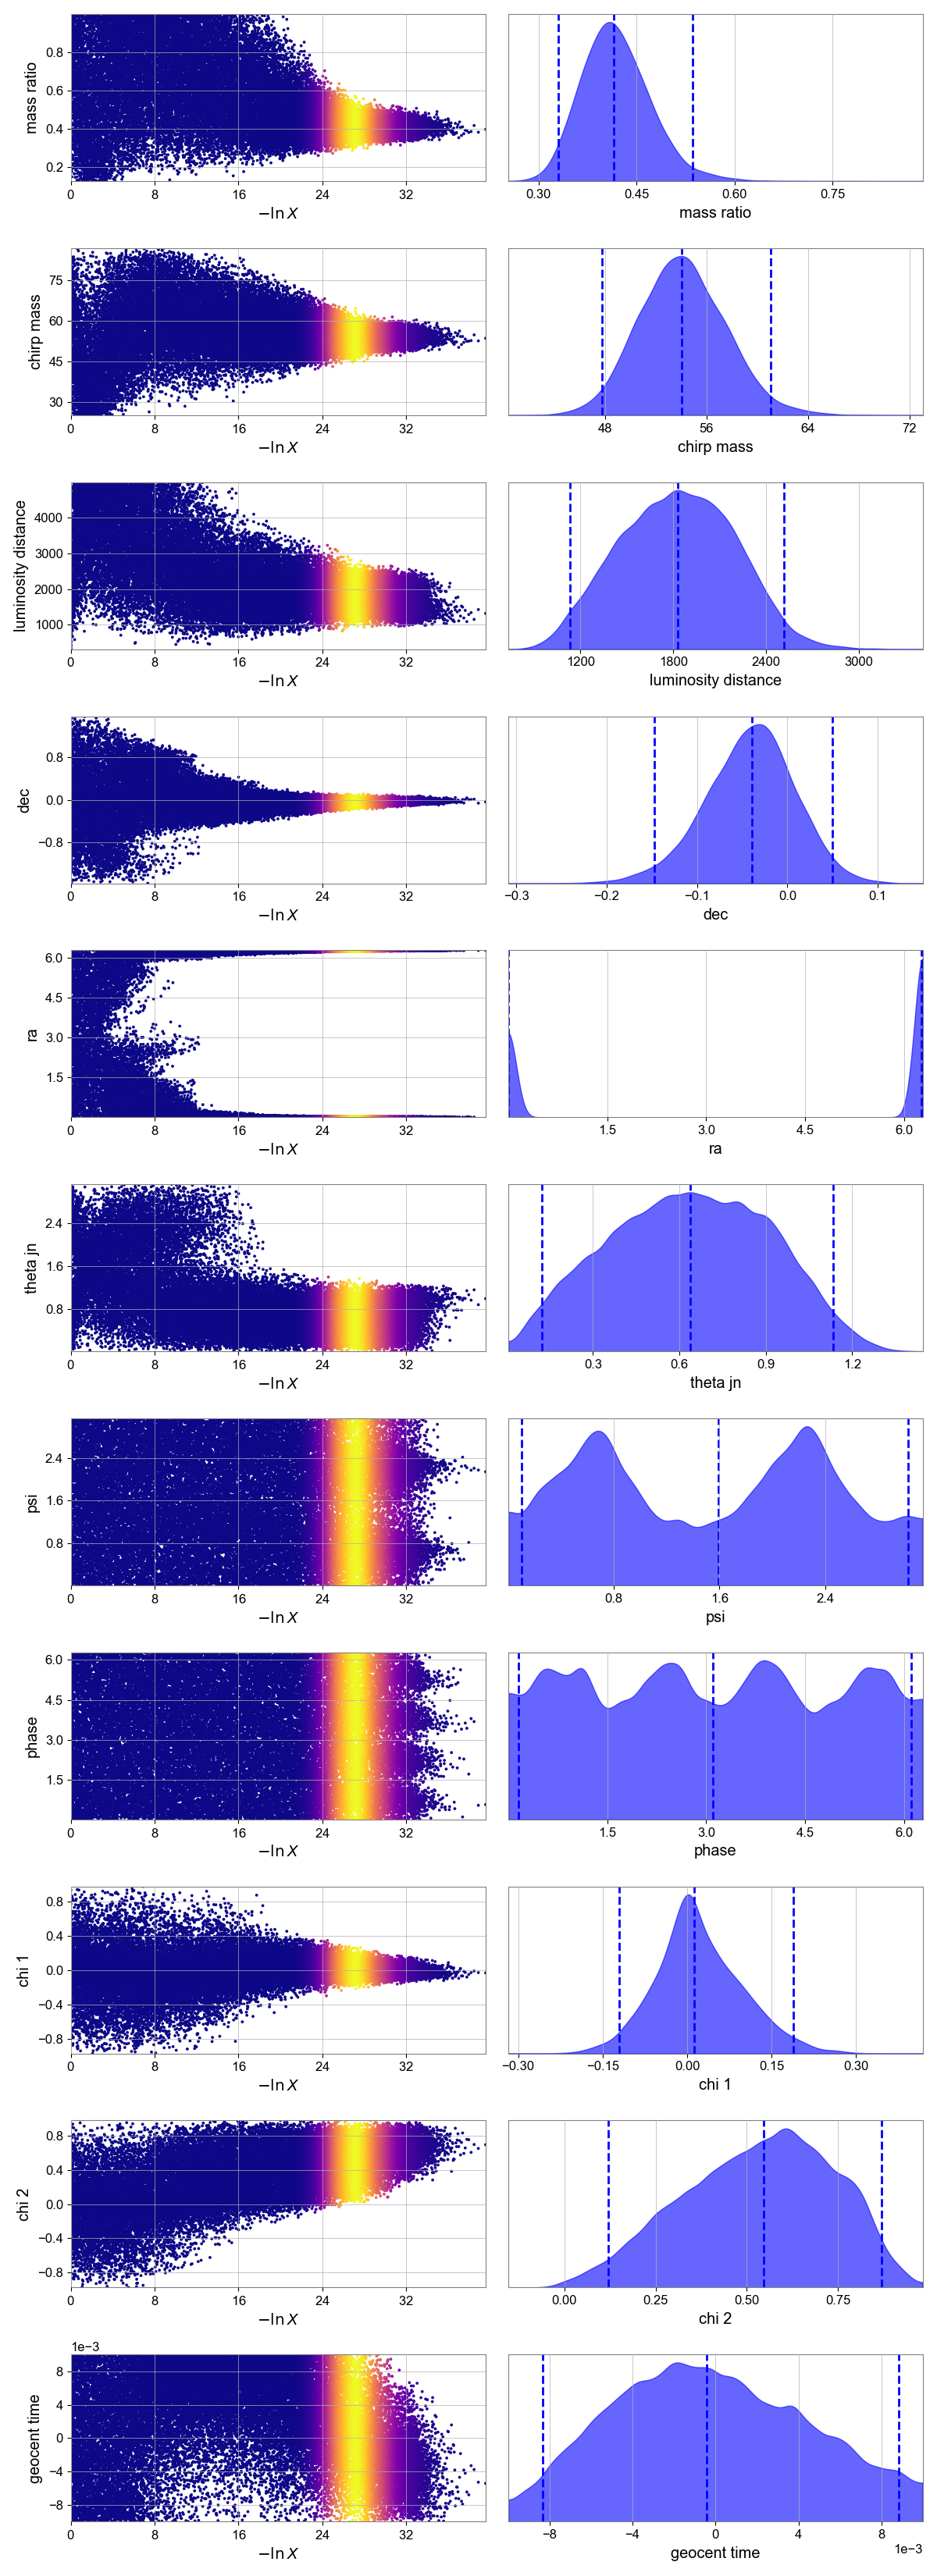 mass ratio
0.8
0.6
0.4
0.2
0 8 16 24 32
−ln X
0.30 0.45 0.60 0.75
mass ratio
chirp mass
75
60
45
30
0 8 16 24 32
−ln X
48 56 64 72
chirp mass
luminosity distance
4000
3000
2000
1000
0 8 16 24 32
−ln X
1200 1800 2400 3000
luminosity distance
dec
0.8
0.0
−0.8
0 8 16 24 32
−ln X
−0.3 −0.2 −0.1 0.0 0.1
dec
ra
6.0
4.5
3.0
1.5
0 8 16 24 32
−ln X
1.5 3.0 4.5 6.0
ra
theta jn
2.4
1.6
0.8
0 8 16 24 32
−ln X
0.3 0.6 0.9 1.2
theta jn
psi
2.4
1.6
0.8
0 8 16 24 32
−ln X
0.8 1.6 2.4
psi
phase
6.0
4.5
3.0
1.5
0 8 16 24 32
−ln X
1.5 3.0 4.5 6.0
phase
chi 1
0.8
0.4
0.0
−0.4
−0.8
0 8 16 24 32
−ln X
−0.30 −0.15 0.00 0.15 0.30
chi 1
chi 2
0.8
0.4
0.0
−0.4
−0.8
0 8 16 24 32
−ln X
0.00 0.25 0.50 0.75
chi 2
1e−3
geocent time
8
4
0
−4
−8
0 8 16 24 32
−ln X
−8 −4 0 4 8
1e−3
geocent time